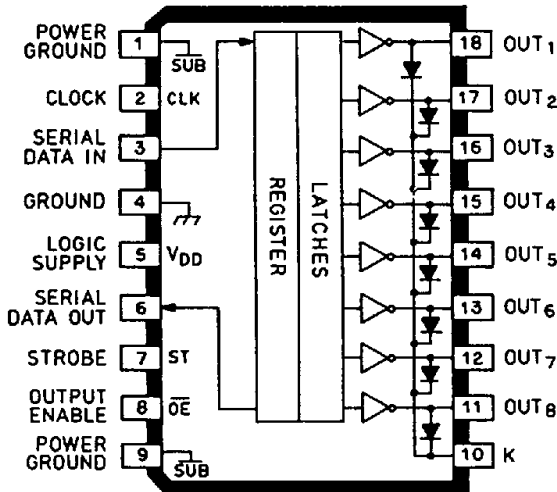 POWER
GROUND
1
SUB
CLOCK
2
CLK
SERIAL
DATA IN
3
GROUND
4
LOGIC
SUPPLY
5
VDD
SERIAL
DATA OUT
6
STROBE
7
ST
OUTPUT
ENABLE
8
OE
POWER
GROUND
9
SUB
REGISTER
LATCHES
18
OUT1
17
OUT2
16
OUT3
15
OUT4
14
OUT5
13
OUT6
12
OUT7
11
OUT8
10
K